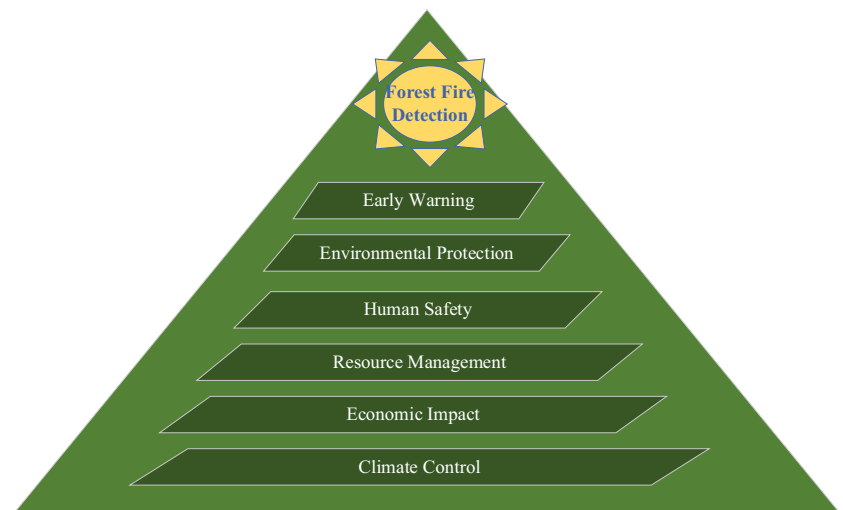 Forest Fire
Detection
Early Warning
Environmental Protection
Human Safety
Resource Management
Economic Impact
Climate Control